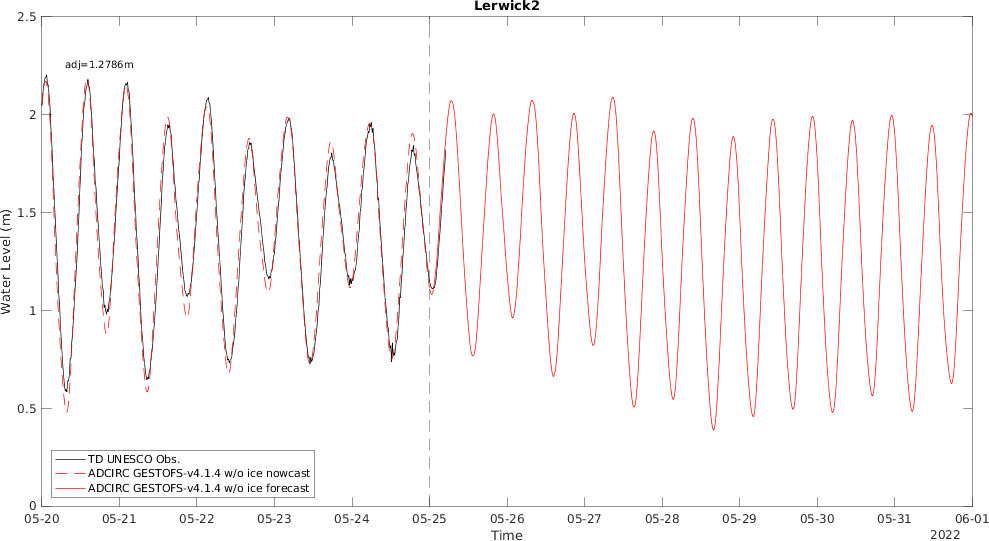 Lerwick2
2.5
adj=1.2786m
2
1.5
Water Level (m)
1
0.5
TD UNESCO Obs.
ADCIRC GESTOFS-v4.1.4 w/o ice nowcast
ADCIRC GESTOFS-v4.1.4 w/o ice forecast
0
05-20 05-21 05-22 05-23 05-24 05-25 05-26 05-27 05-28 05-29 05-30 05-31 06-01
Time
2022